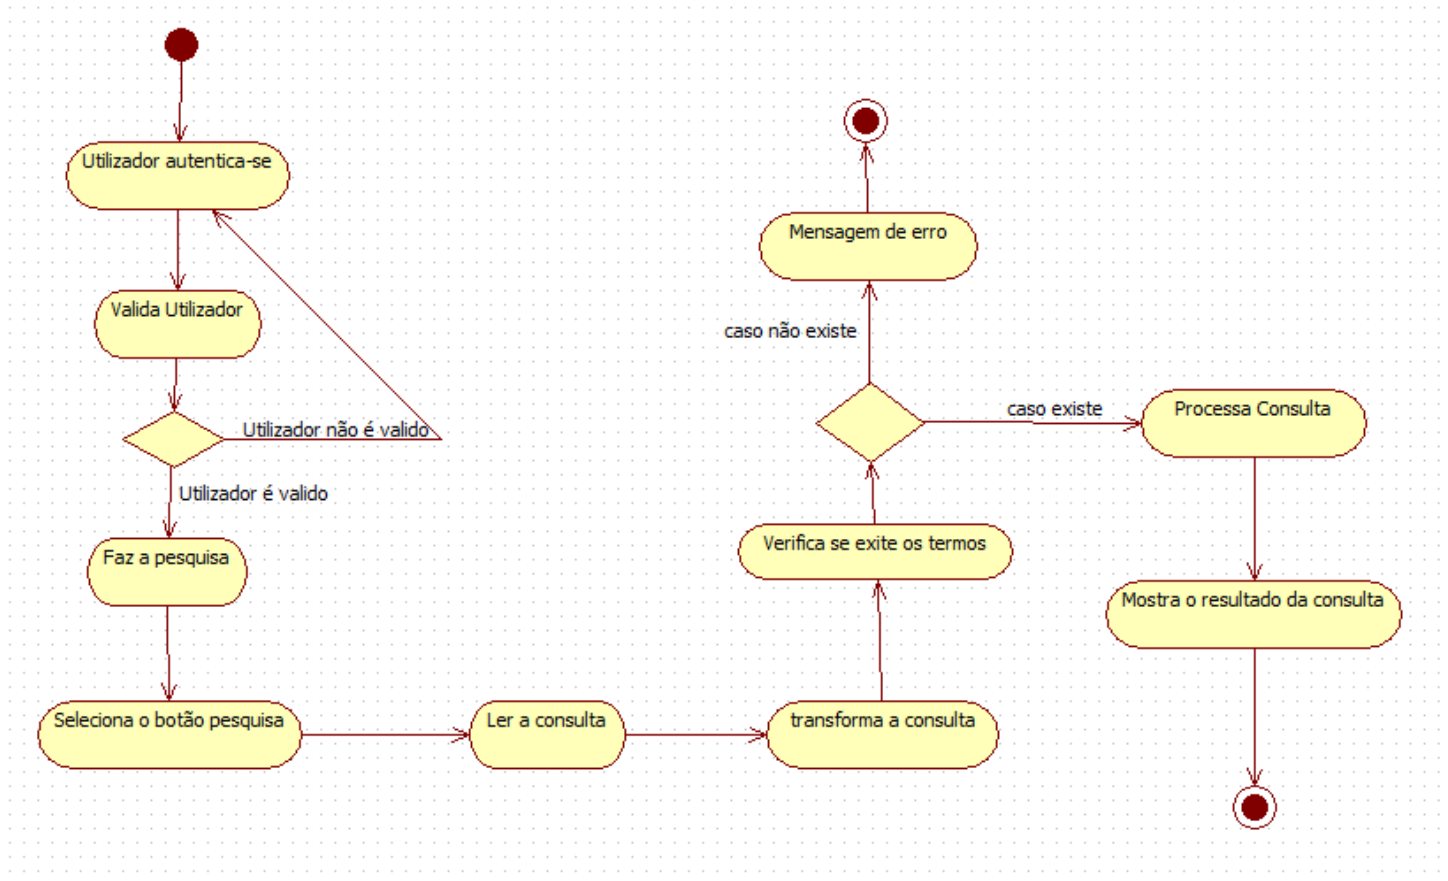 Utilizador autentica-se
Valida Utilizador
Utilizador não é valido
Utilizador é valido
Faz a pesquisa
Seleciona o botão pesquisa
Ler a consulta
transforma a consulta
Verifica se exite os termos
caso não existe
Mensagem de erro
caso existe
Processa Consulta
Mostra o resultado da consulta